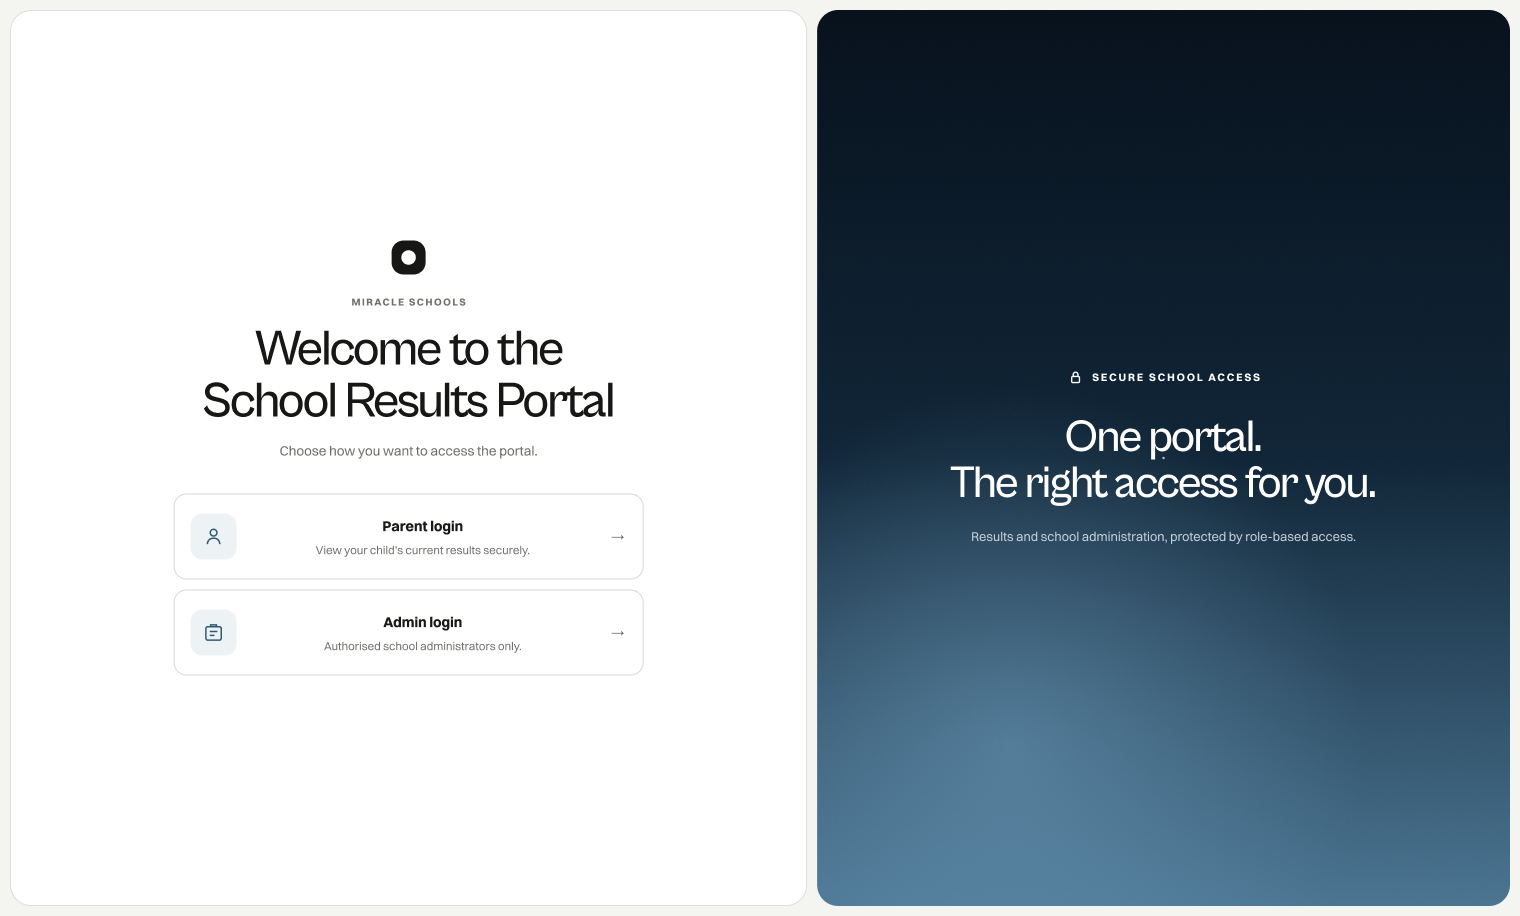 MIRACLE SCHOOLS
Welcome to the
School Results Portal
Choose how you want to access the portal.
Parent login
View your child's current results securely.
→
Admin login
Authorised school administrators only.
→
SECURE SCHOOL ACCESS
One portal.
The right access for you.
Results and school administration, protected by role-based access.